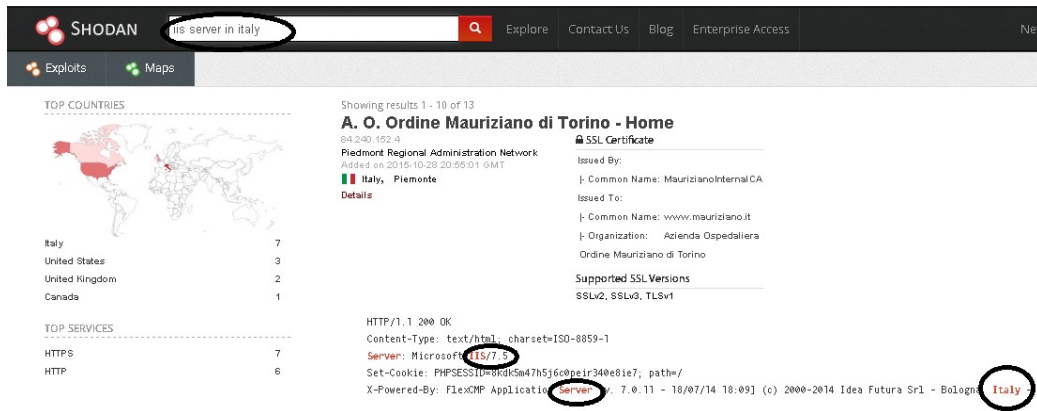 SHODAN
iis server in italy
Explore
Contact Us
Blog
Enterprise Access
Ne
Exploits
Maps
TOP COUNTRIES
Italy 7
United States 3
United Kingdom 2
Canada 1
TOP SERVICES
HTTPS 7
HTTP 6
Showing results 1 - 10 of 13
A. O. Ordine Mauriziano di Torino - Home
84.240.152.4
Piedmont Regional Administration Network
Added on 2015-10-28 20:55:01 GMT
Italy, Piemonte
Details
SSL Certificate
Issued By:
|- Common Name: MaurizianoInternalCA
Issued To:
|- Common Name: www.mauriziano.it
|- Organization: Azienda Ospedaliera
Ordine Mauriziano di Torino
Supported SSL Versions
SSLv2, SSLv3, TLSv1
HTTP/1.1 200 OK
Content-Type: text/html; charset=ISO-8859-1
Server: Microsoft IIS/7.5
Set-Cookie: PHPSESSID=8kdk5m47h5j6c0peir340e8ie7; path=/
X-Powered-By: FlexCMP Application Server v. 7.0.11 - 18/07/14 18:09] (c) 2000-2014 Idea Futura Srl - Bologna Italy -